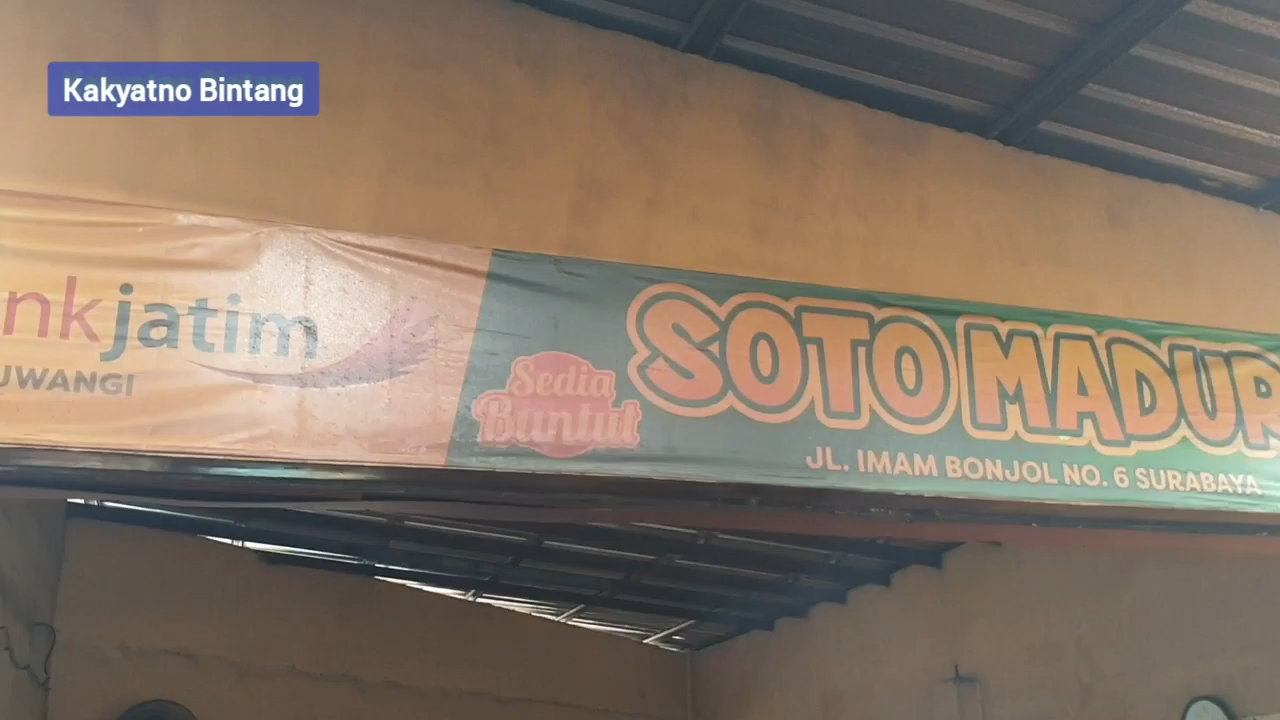 Kakyatno Bintang
nkjatim
UWANGI
Sedia
Buntut
SOTO MADUR
JL. IMAM BONJOL NO. 6 SURABAYA